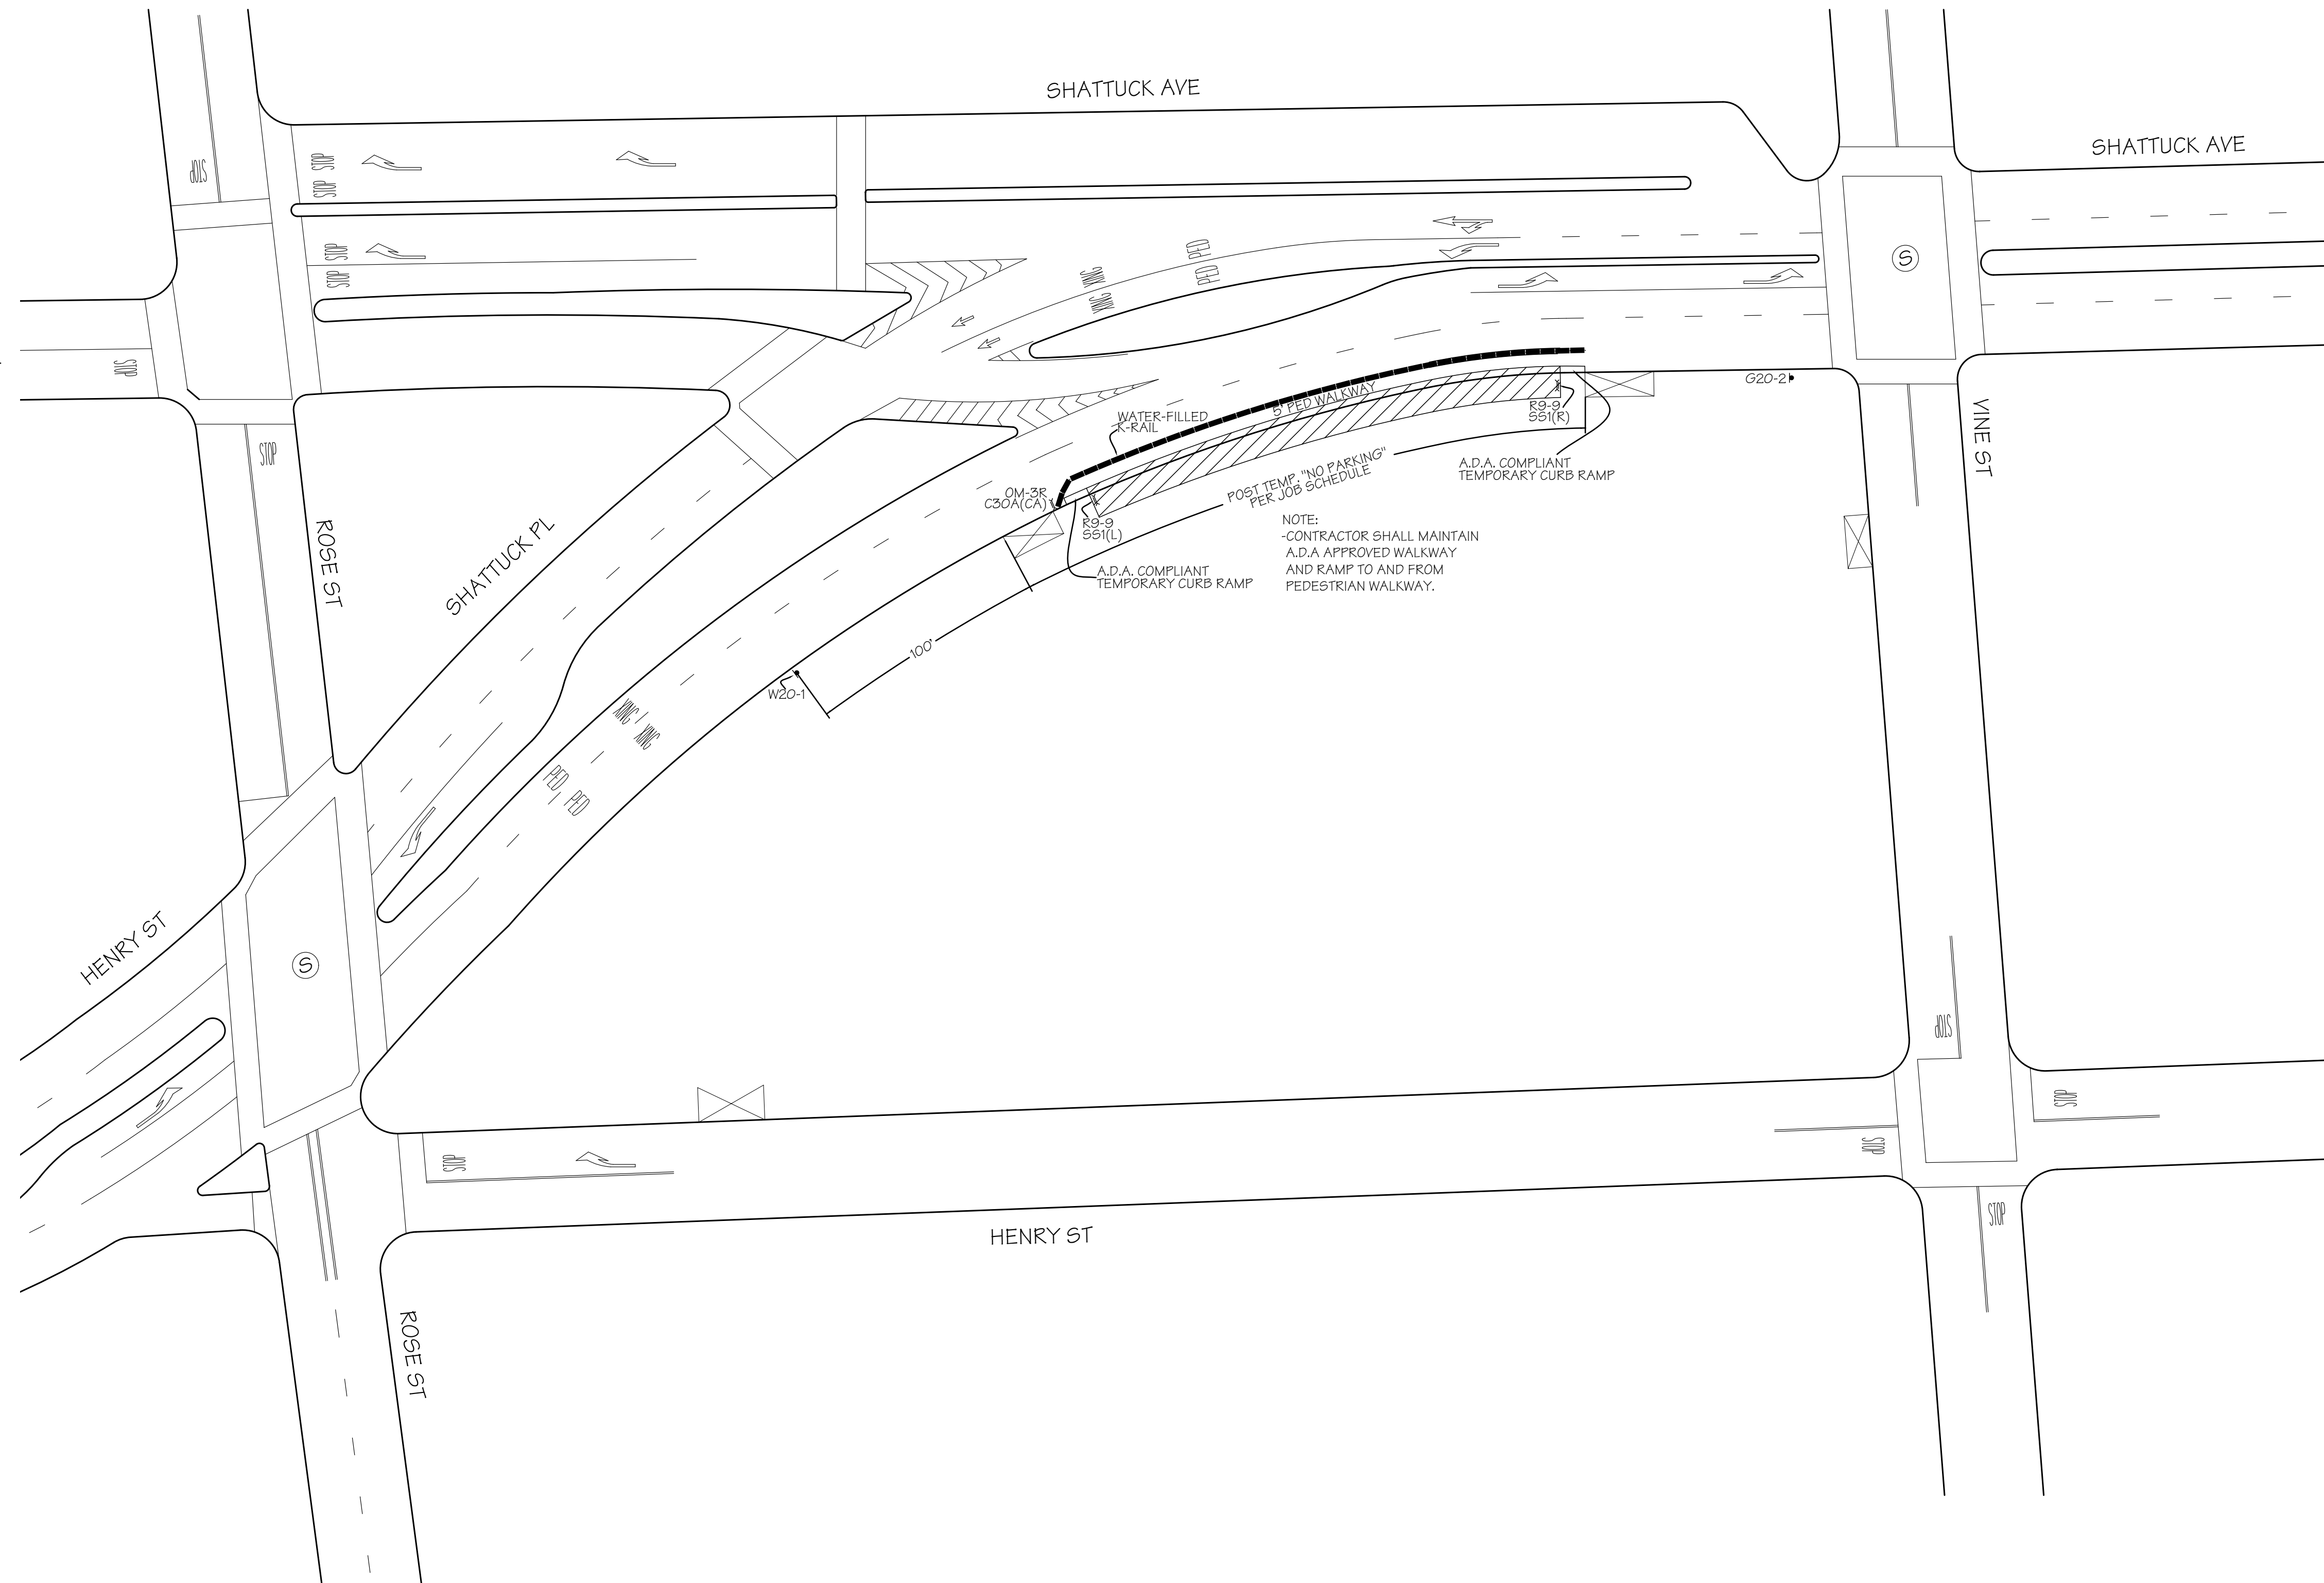 SHATTUCK AVE
SHATTUCK AVE
STOP
STOP
STOP
STOP
STOP
PED
PED
XING
XING
S
STOP
STOP
G20-2
VINE ST
5' PED WALKWAY
WATER-FILLED
K-RAIL
R9-9
SS1(R)
A.D.A. COMPLIANT
TEMPORARY CURB RAMP
POST TEMP. "NO PARKING"
PER JOB SCHEDULE
OM-3R
C30A(CA)
R9-9
SS1(L)
NOTE:
-CONTRACTOR SHALL MAINTAIN
A.D.A APPROVED WALKWAY
AND RAMP TO AND FROM
PEDESTRIAN WALKWAY.
A.D.A. COMPLIANT
TEMPORARY CURB RAMP
ROSE ST
SHATTUCK PL
100'
W20-1
XING
XING
PED
PED
HENRY ST
S
STOP
STOP
STOP
STOP
STOP
HENRY ST
ROSE ST